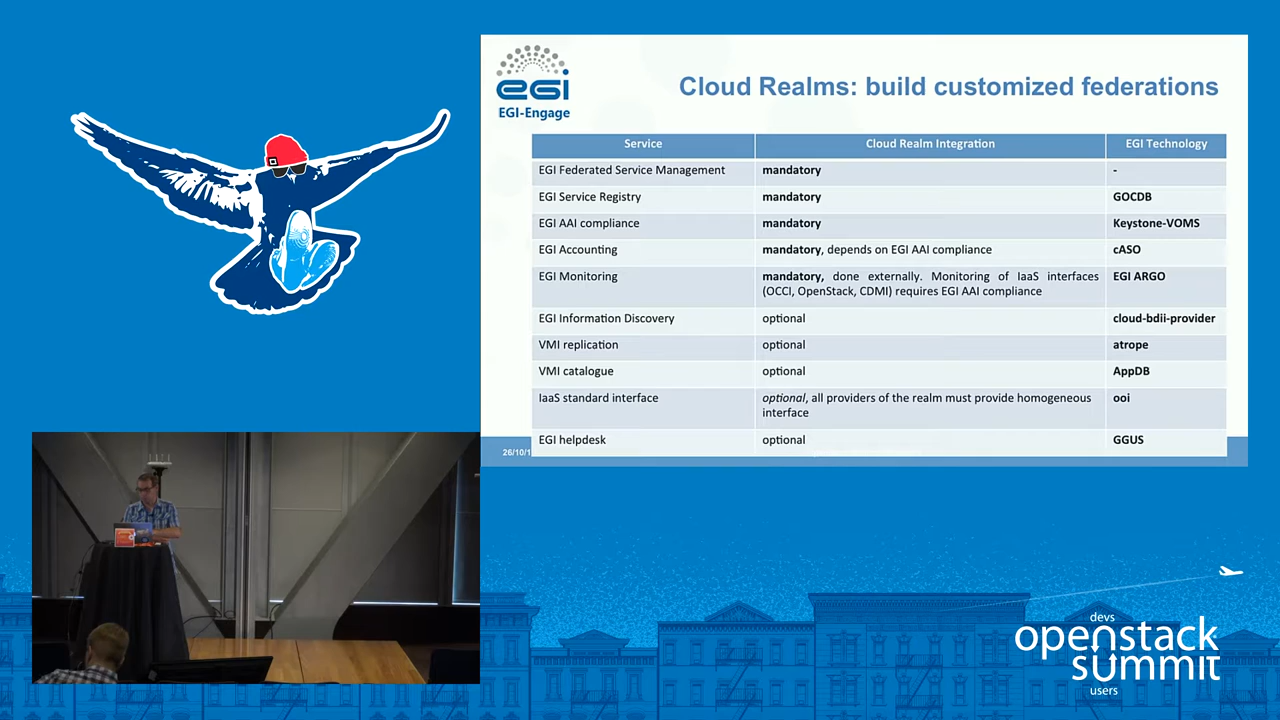 egi
EGI-Engage
Cloud Realms: build customized federations
Service Cloud Realm Integration EGI Technology
EGI Federated Service Management mandatory -
EGI Service Registry mandatory GOCDB
EGI AAI compliance mandatory Keystone-VOMS
EGI Accounting mandatory, depends on EGI AAI compliance cASO
EGI Monitoring mandatory, done externally. Monitoring of IaaS interfaces EGI ARGO
(OCCI, OpenStack, CDMI) requires EGI AAI compliance
EGI Information Discovery optional cloud-bdii-provider
VMI replication optional atrope
VMI catalogue optional AppDB
IaaS standard interface optional, all providers of the realm must provide homogeneous ooi
interface
EGI helpdesk optional GGUS
26/10/1
devs
openstack
summit
users